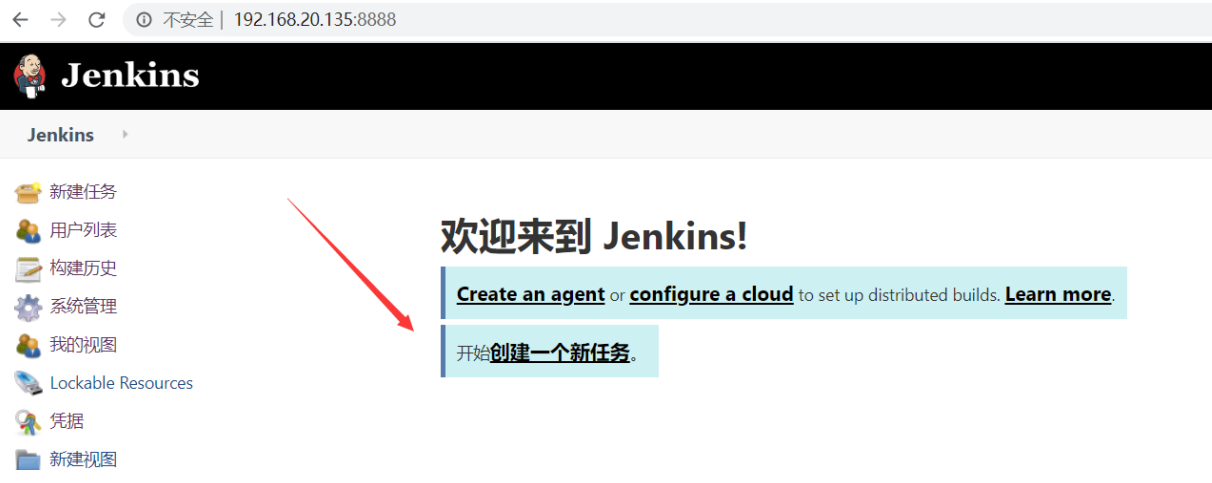 不安全 | 192.168.20.135:8888
Jenkins
Jenkins
新建任务
用户列表
构建历史
系统管理
我的视图
Lockable Resources
凭据
新建视图
欢迎来到 Jenkins!
Create an agent or configure a cloud to set up distributed builds. Learn more.
开始创建一个新任务。